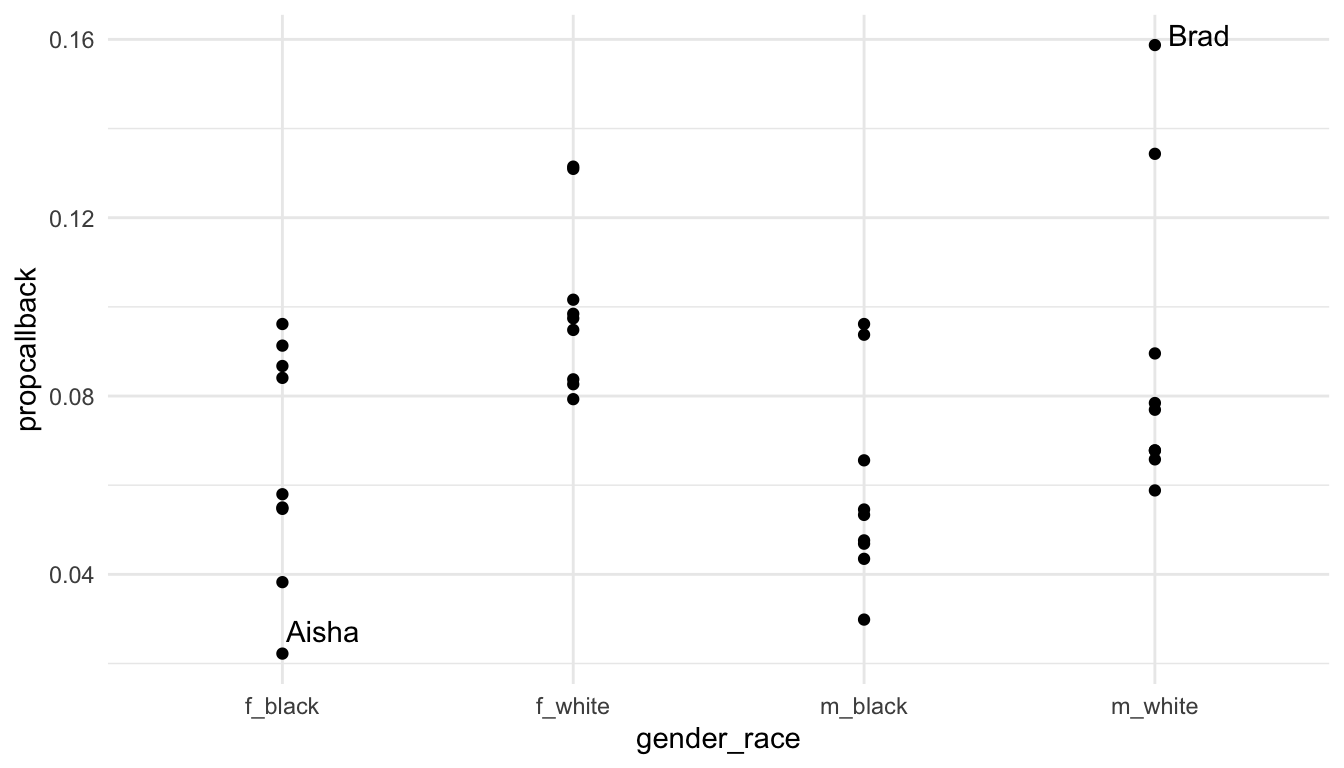 Brad
0.16
0.12
0.08
0.04
propcallback
Aisha
f_black f_white m_black m_white
gender_race